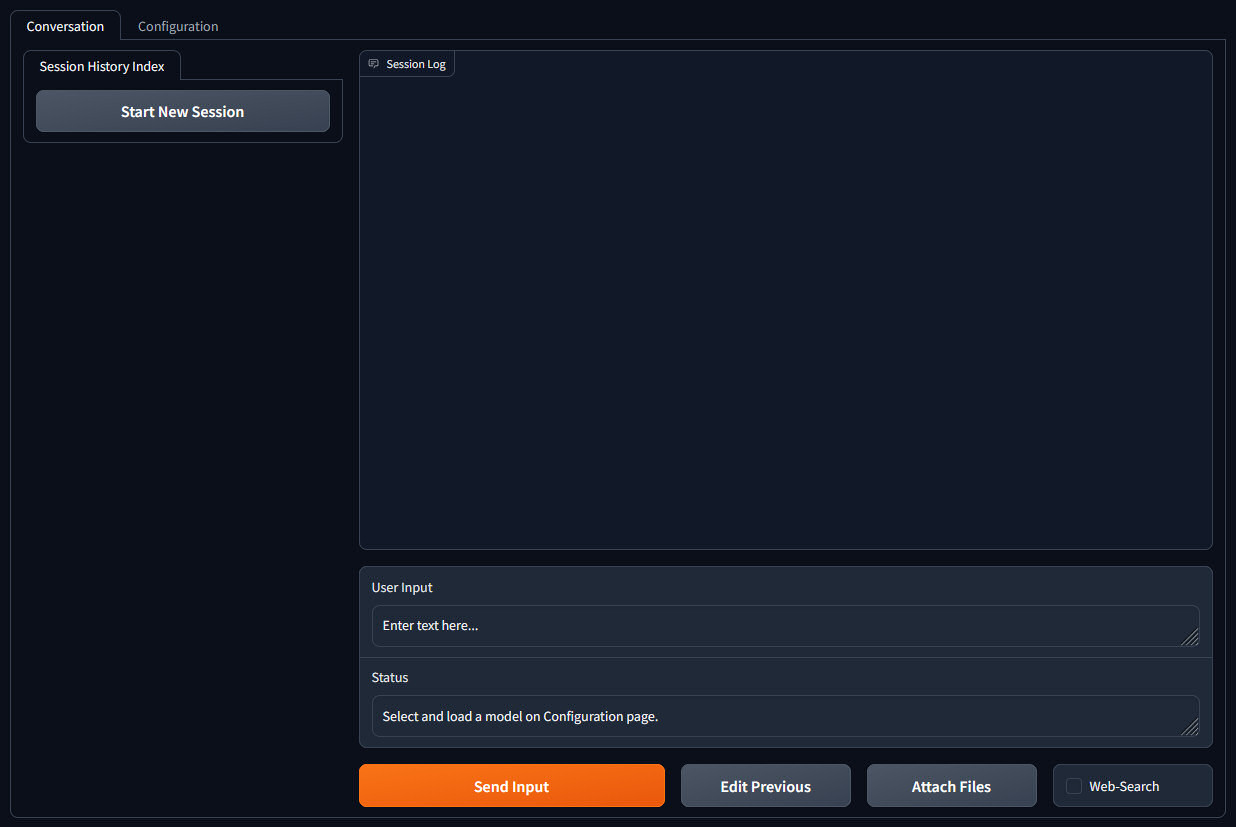 Conversation
Configuration
Session History Index
Start New Session
Session Log
User Input
Enter text here...
Status
Select and load a model on Configuration page.
Send Input
Edit Previous
Attach Files
Web-Search